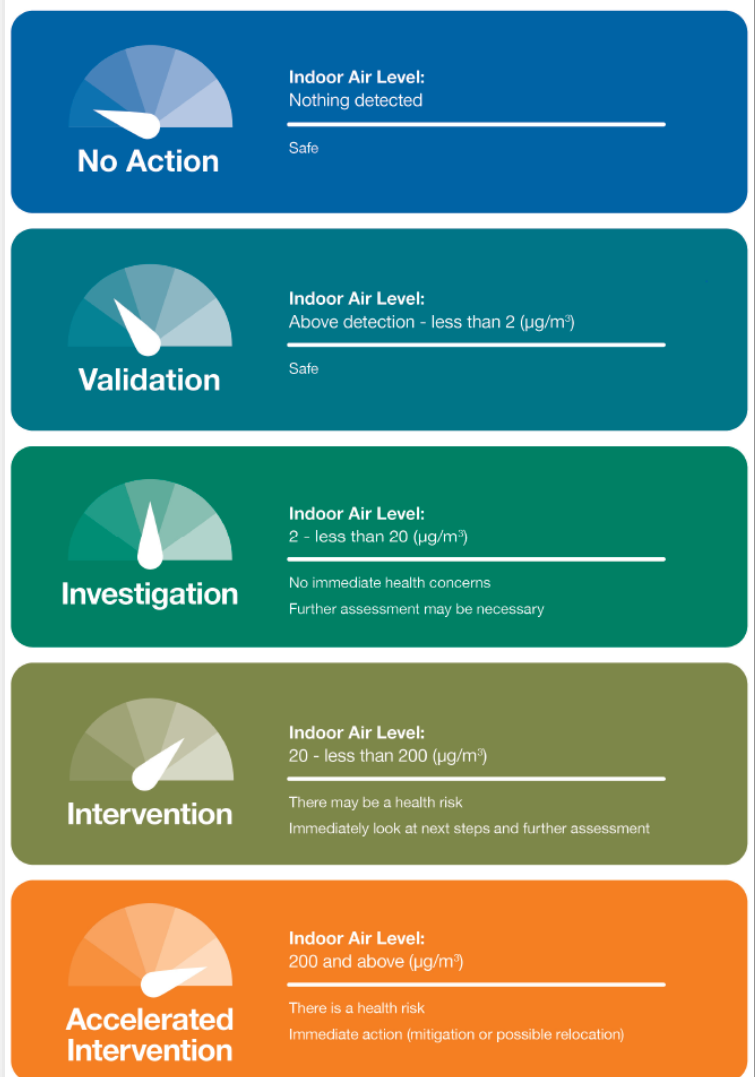 No Action
Indoor Air Level:
Nothing detected
Safe
Validation
Indoor Air Level:
Above detection - less than 2 (µg/m³)
Safe
Investigation
Indoor Air Level:
2 - less than 20 (µg/m³)
No immediate health concerns
Further assessment may be necessary
Intervention
Indoor Air Level:
20 - less than 200 (µg/m³)
There may be a health risk
Immediately look at next steps and further assessment
Accelerated
Intervention
Indoor Air Level:
200 and above (µg/m³)
There is a health risk
Immediate action (mitigation or possible relocation)